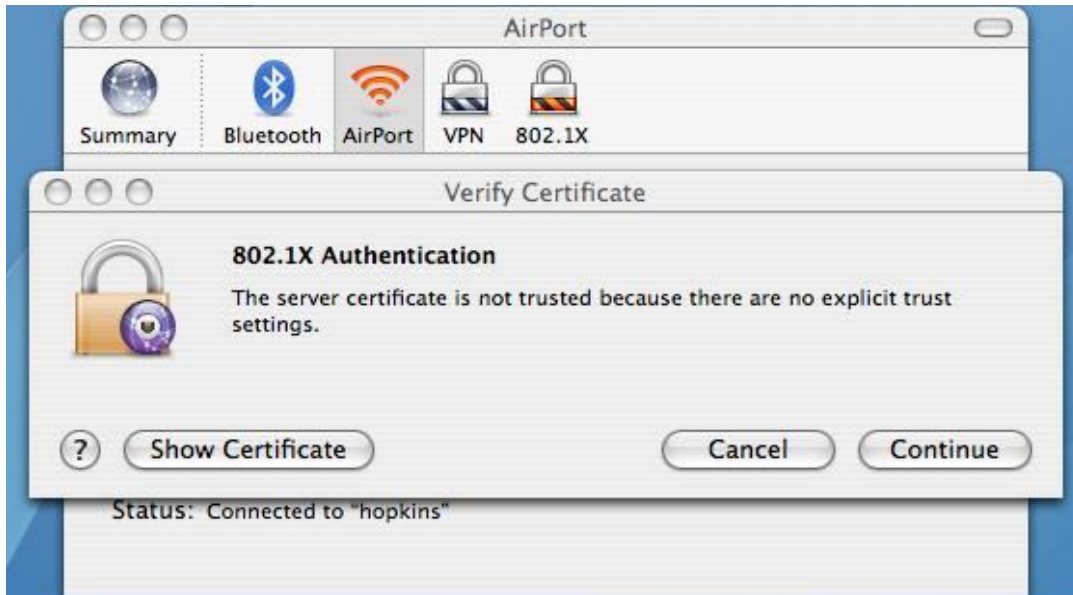 AirPort
Summary Bluetooth AirPort VPN 802.1X
Verify Certificate
802.1X Authentication
The server certificate is not trusted because there are no explicit trust
settings.
? Show Certificate Cancel Continue
Status: Connected to "hopkins"